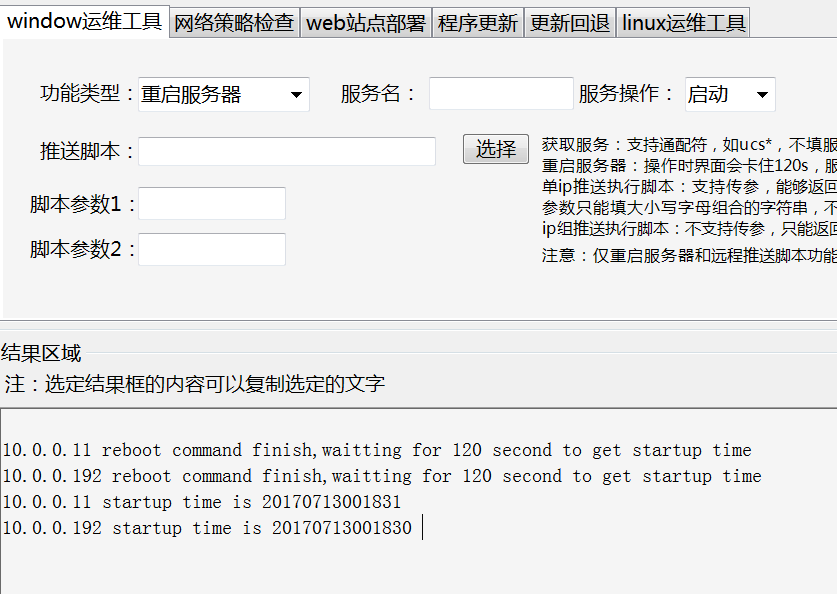 window运维工具 网络策略检查 web站点部署 程序更新 更新回退 linux运维工具
功能类型： 重启服务器 服务名： 服务操作： 启动
推送脚本： 选择
获取服务：支持通配符，如ucs*，不填服
重启服务器：操作时界面会卡住120s，服
单ip推送执行脚本：支持传参，能够返回
脚本参数1：
参数只能填大小写字母组合的字符串，不
ip组推送执行脚本：不支持传参，只能返回
脚本参数2：
注意：仅重启服务器和远程推送脚本功能
结果区域
注：选定结果框的内容可以复制选定的文字
10.0.0.11 reboot command finish,waitting for 120 second to get startup time
10.0.0.192 reboot command finish,waitting for 120 second to get startup time
10.0.0.11 startup time is 20170713001831
10.0.0.192 startup time is 20170713001830